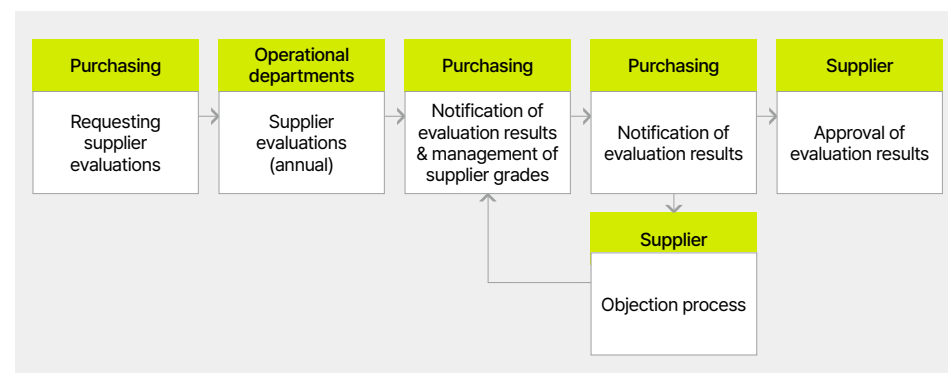 Purchasing
Requesting
supplier
evaluations
Operational
departments
Supplier
evaluations
(annual)
Purchasing
Notification of
evaluation results
& management of
supplier grades
Purchasing
Notification of
evaluation results
Supplier
Approval of
evaluation results
Supplier
Objection process